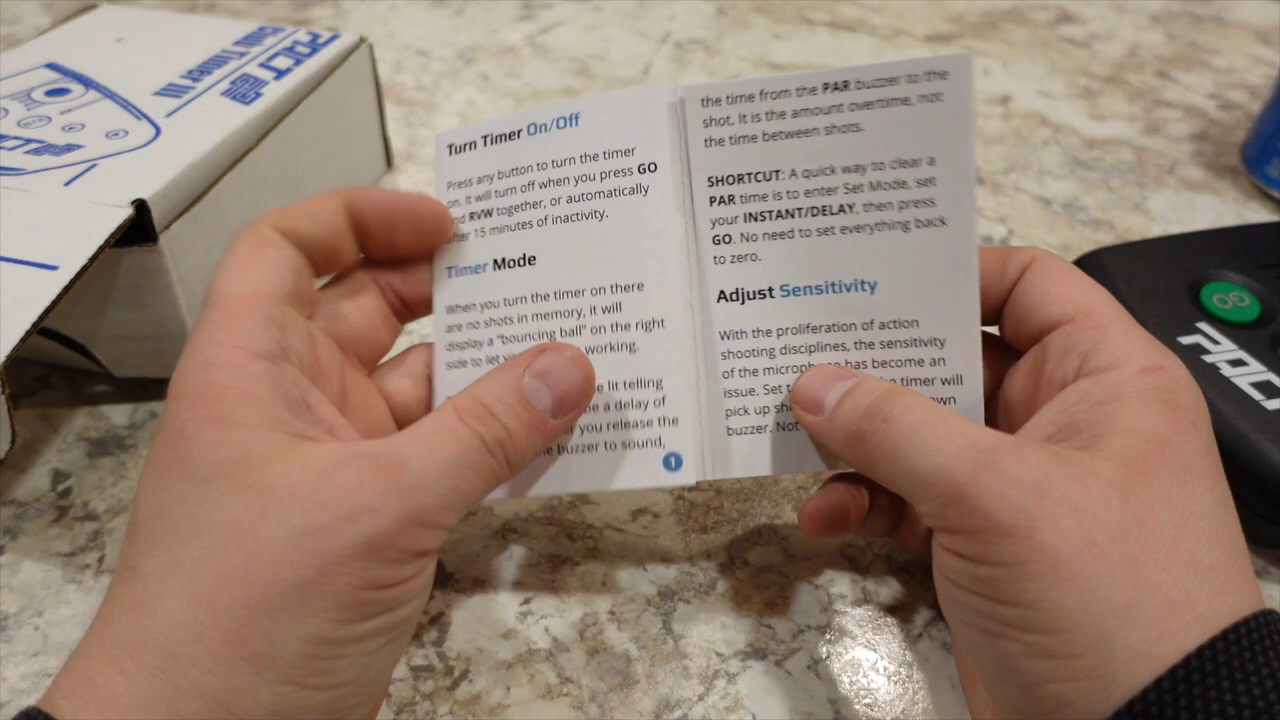 PACT
Club Timer III
Turn Timer On/Off
Press any button to turn the timer
on. It will turn off when you press GO
and RVW together, or automatically
after 15 minutes of inactivity.
Timer Mode
When you turn the timer on there
are no shots in memory, it will
display a "bouncing ball" on the right
side to let working.
lit telling
be a delay of
you release the
buzzer to sound,
1
the time from the PAR buzzer to the
shot. It is the amount overtime, not
the time between shots.
SHORTCUT: A quick way to clear a
PAR time is to enter Set Mode, set
your INSTANT/DELAY, then press
GO. No need to set everything back
to zero.
Adjust Sensitivity
With the proliferation of action
shooting disciplines, the sensitivity
of the microphone has become an
issue. Set timer will
pick up own
buzzer. Not
GO
PACT